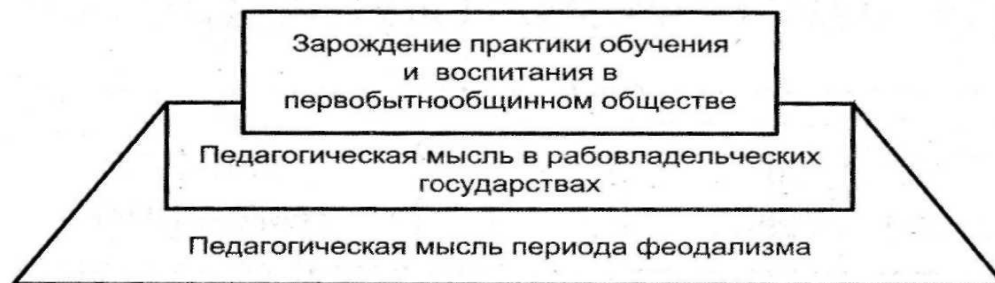 Зарождение практики обучения
и воспитания в
первобытнообщинном обществе
Педагогическая мысль в рабовладельческих
государствах
Педагогическая мысль периода феодализма